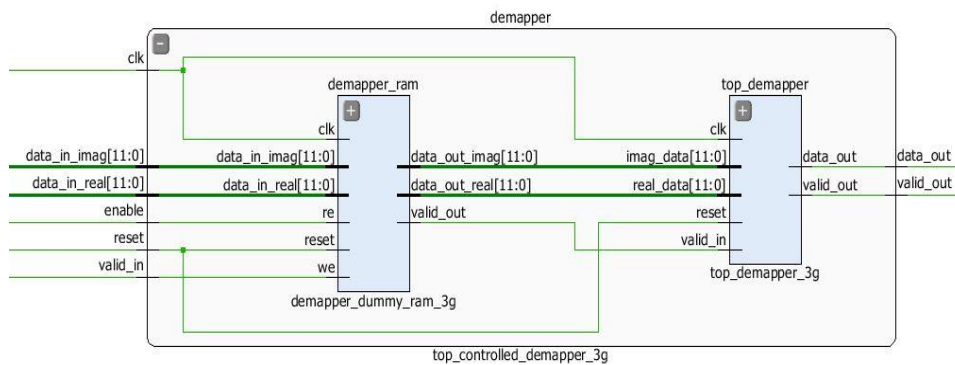 demapper
-
clk
demapper_ram
top_demapper
+
+
clk
clk
data_in_imag[11:0]
data_in_imag[11:0]
data_out_imag[11:0]
imag_data[11:0]
data_out
data_out
data_in_real[11:0]
data_in_real[11:0]
data_out_real[11:0]
real_data[11:0]
valid_out
valid_out
enable
re
valid_out
reset
reset
reset
valid_in
valid_in
we
top_demapper_3g
demapper_dummy_ram_3g
top_controlled_demapper_3g